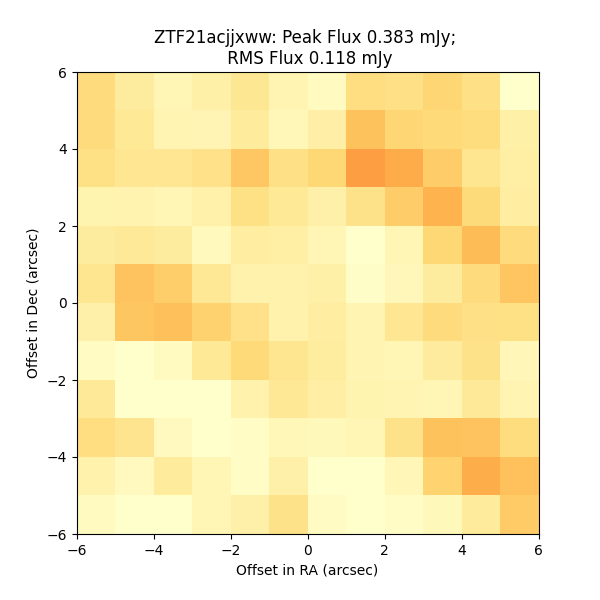 ZTF21acjjxww: Peak Flux 0.383 mJy;
RMS Flux 0.118 mJy
6
4
2
0
−2
−4
−6
Offset in Dec (arcsec)
−6 −4 −2 0 2 4 6
Offset in RA (arcsec)